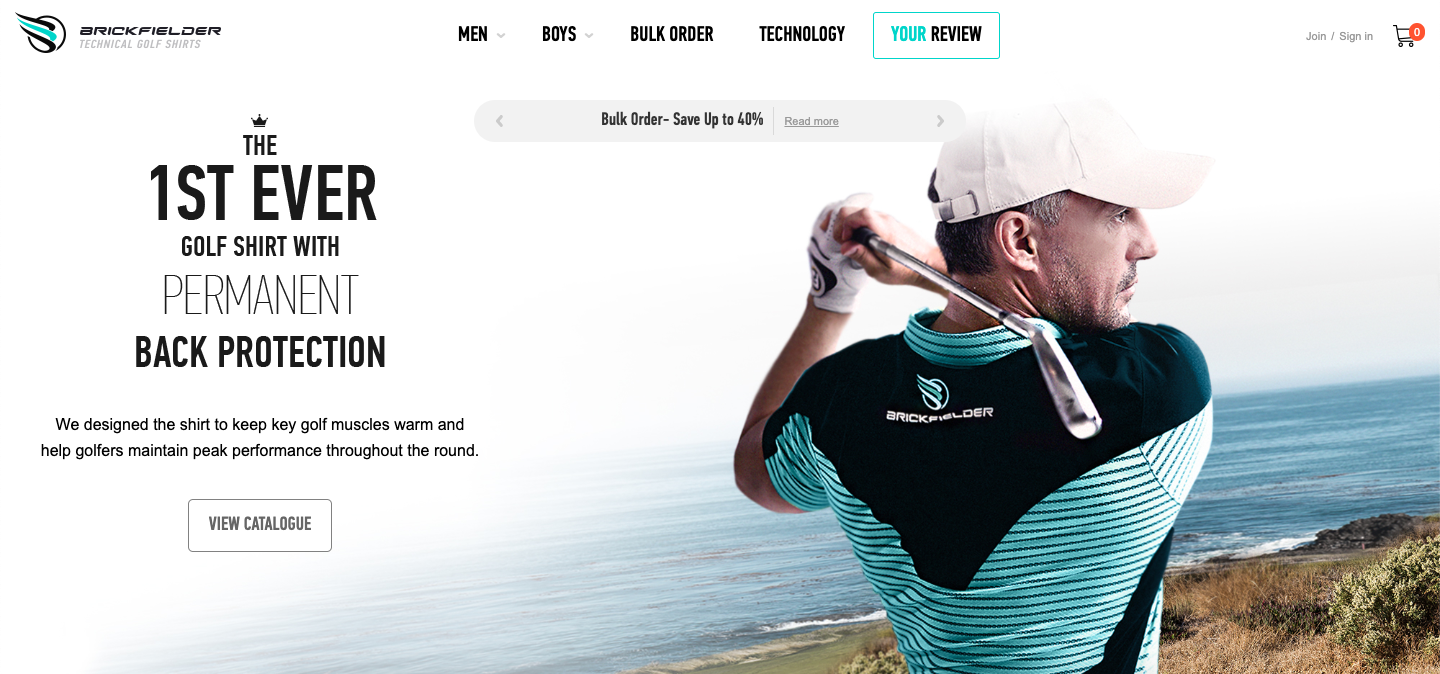 BRICKFIELDER
TECHNICAL GOLF SHIRTS
MEN
BOYS
BULK ORDER
TECHNOLOGY
YOUR REVIEW
Join / Sign in
0
Bulk Order- Save Up to 40%
Read more
THE
1ST EVER
GOLF SHIRT WITH
PERMANENT
BACK PROTECTION
We designed the shirt to keep key golf muscles warm and
help golfers maintain peak performance throughout the round.
VIEW CATALOGUE
BRICKFIELDER